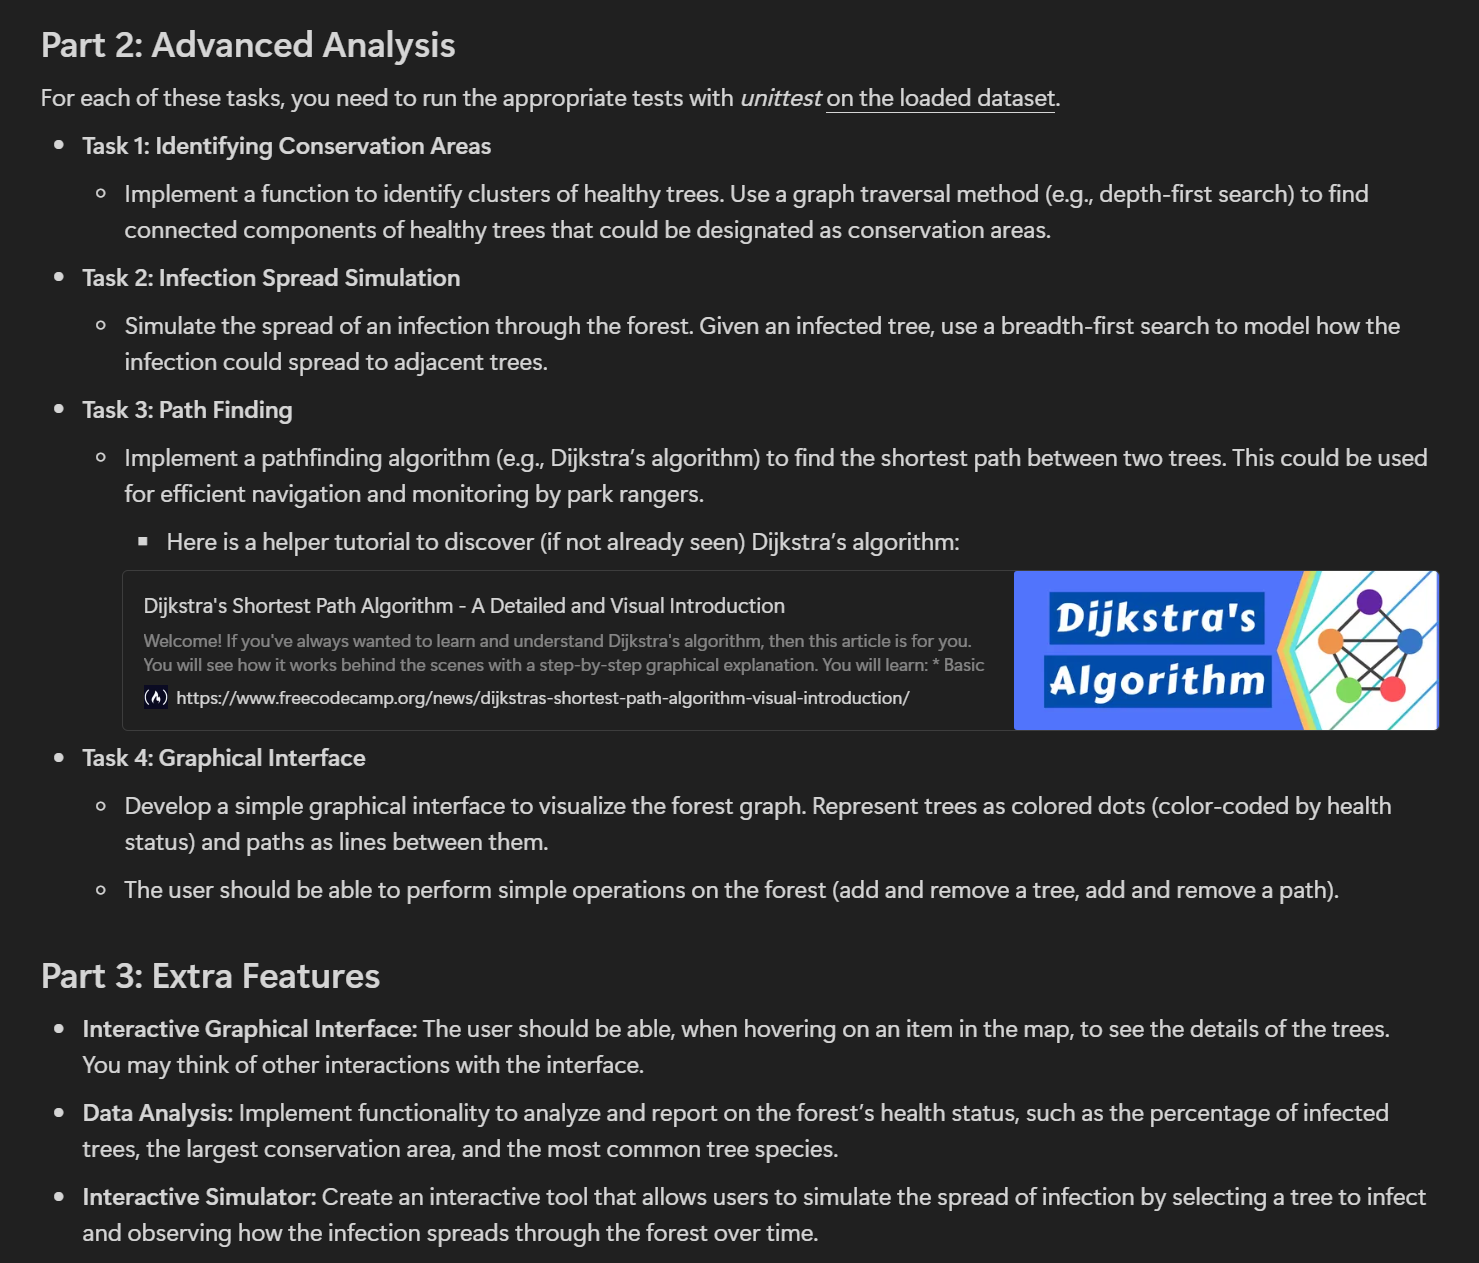 Part 2: Advanced Analysis
For each of these tasks, you need to run the appropriate tests with unittest on the loaded dataset.
• Task 1: Identifying Conservation Areas
◦ Implement a function to identify clusters of healthy trees. Use a graph traversal method (e.g., depth-first search) to find
connected components of healthy trees that could be designated as conservation areas.
• Task 2: Infection Spread Simulation
◦ Simulate the spread of an infection through the forest. Given an infected tree, use a breadth-first search to model how the
infection could spread to adjacent trees.
• Task 3: Path Finding
◦ Implement a pathfinding algorithm (e.g., Dijkstra’s algorithm) to find the shortest path between two trees. This could be used
for efficient navigation and monitoring by park rangers.
▪ Here is a helper tutorial to discover (if not already seen) Dijkstra’s algorithm:
Dijkstra's Shortest Path Algorithm - A Detailed and Visual Introduction
Welcome! If you've always wanted to learn and understand Dijkstra's algorithm, then this article is for you.
You will see how it works behind the scenes with a step-by-step graphical explanation. You will learn: * Basic
https://www.freecodecamp.org/news/dijkstras-shortest-path-algorithm-visual-introduction/
Dijkstra's
Algorithm
• Task 4: Graphical Interface
◦ Develop a simple graphical interface to visualize the forest graph. Represent trees as colored dots (color-coded by health
status) and paths as lines between them.
◦ The user should be able to perform simple operations on the forest (add and remove a tree, add and remove a path).
Part 3: Extra Features
• Interactive Graphical Interface: The user should be able, when hovering on an item in the map, to see the details of the trees.
You may think of other interactions with the interface.
• Data Analysis: Implement functionality to analyze and report on the forest’s health status, such as the percentage of infected
trees, the largest conservation area, and the most common tree species.
• Interactive Simulator: Create an interactive tool that allows users to simulate the spread of infection by selecting a tree to infect
and observing how the infection spreads through the forest over time.